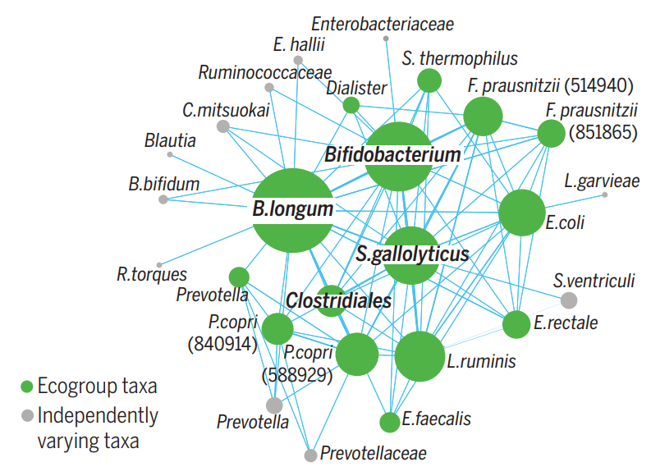 Enterobacteriaceae
E. hallii
S. thermophilus
Ruminococcaceae
Dialister
F. prausnitzii (514940)
C.mitsuokai
F. prausnitzii
(851865)
Blautia
Bifidobacterium
B.bifidum
L.garvieae
B.longum
E.coli
S.gallolyticus
R.torques
S.ventriculi
Prevotella
Clostridiales
P.copri
(840914)
E.rectale
P.copri
(588929)
L.ruminis
Ecogroup taxa
Independently
varying taxa
Prevotella
E.faecalis
Prevotellaceae